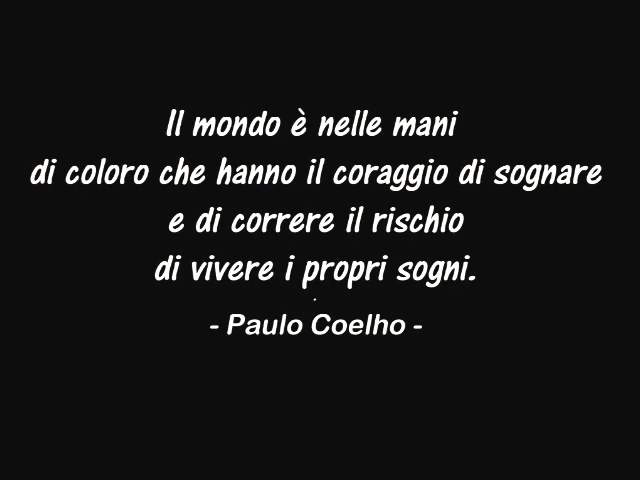 Il mondo è nelle mani
di coloro che hanno il coraggio di sognare
e di correre il rischio
di vivere i propri sogni.
.
- Paulo Coelho -